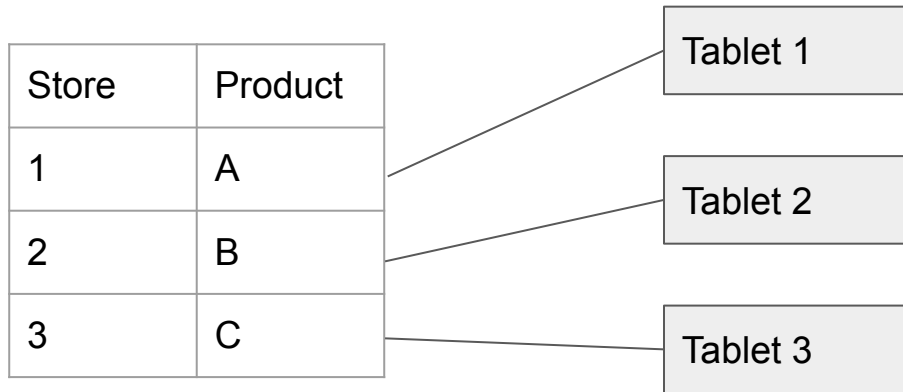 Store Product
1 A
2 B
3 C
Tablet 1
Tablet 2
Tablet 3